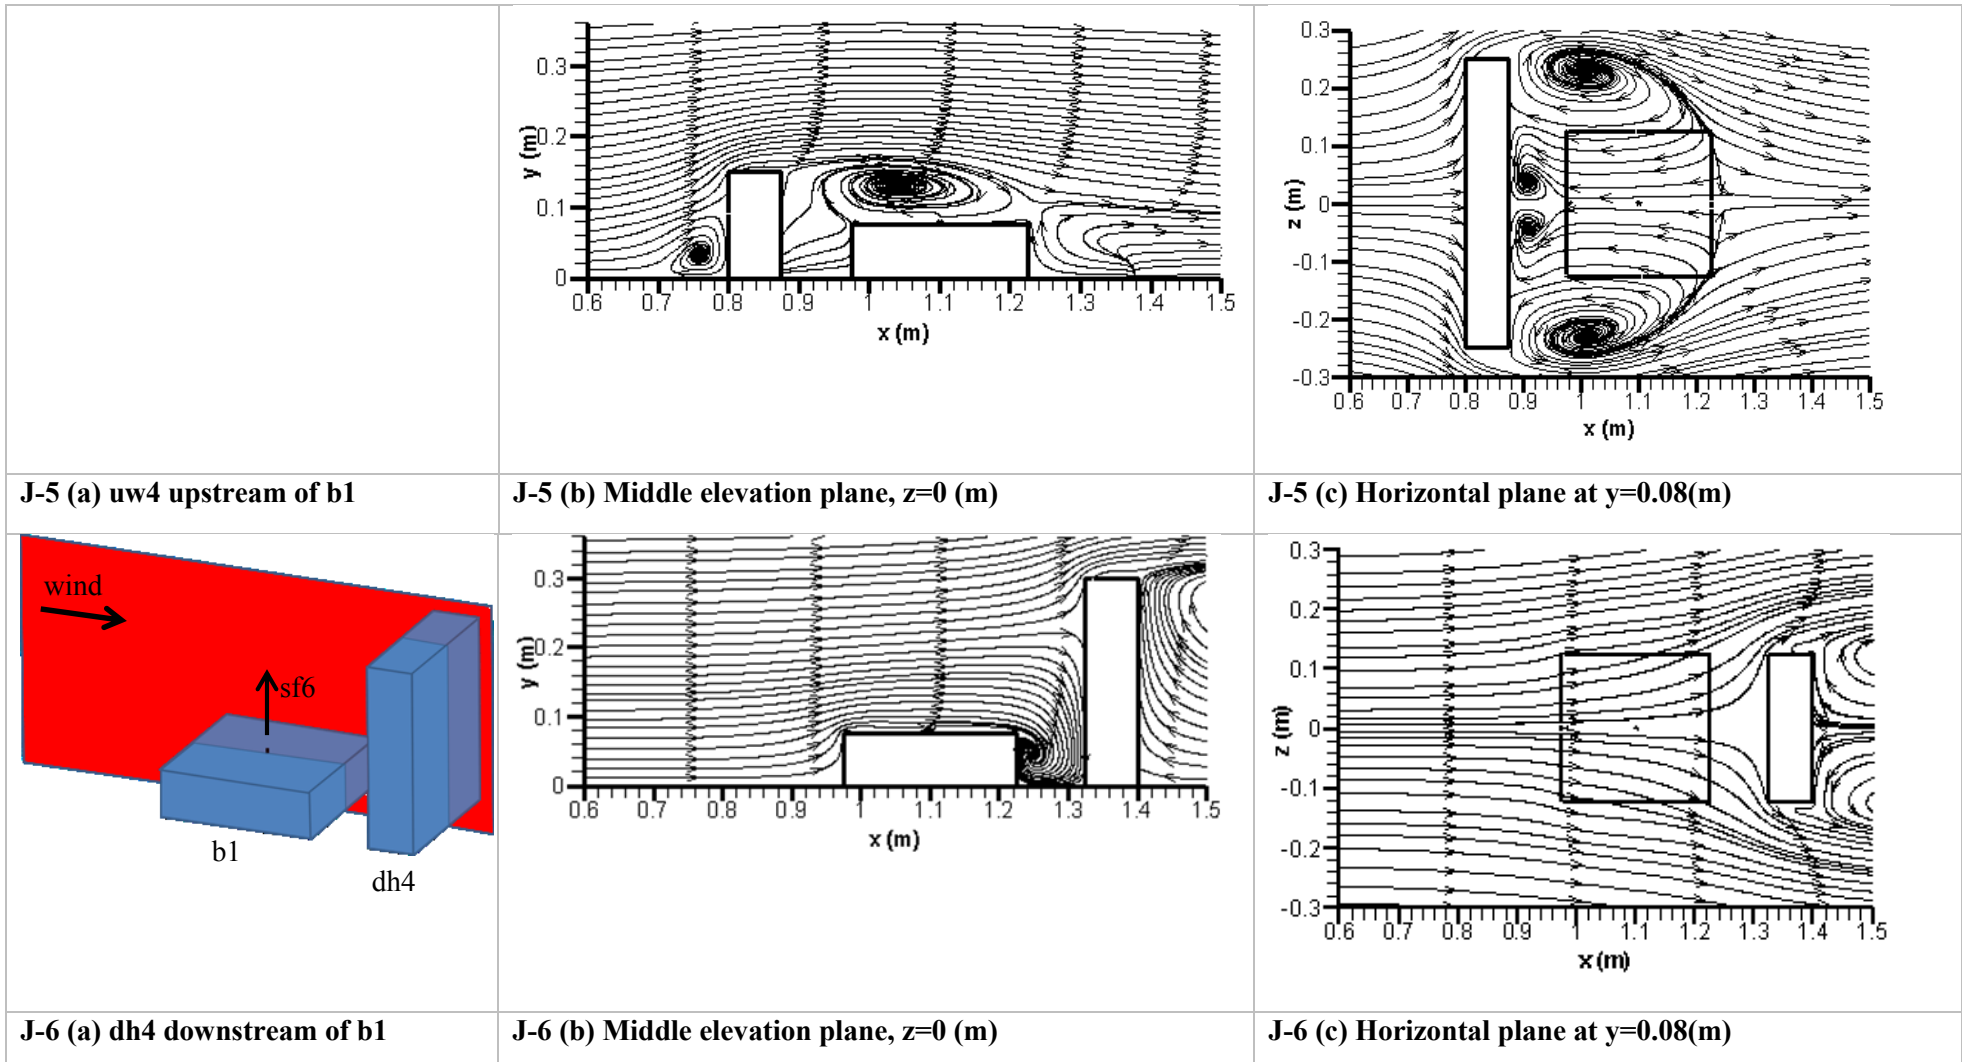 0.3
0.2
0.1
0
y (m)
0.6 0.7 0.8 0.9 1 1.1 1.2 1.3 1.4 1.5
x (m)
0.3
0.2
0.1
0
-0.1
-0.2
-0.3
z (m)
0.6 0.7 0.8 0.9 1 1.1 1.2 1.3 1.4 1.5
x (m)
J-5 (a) uw4 upstream of b1
J-5 (b) Middle elevation plane, z=0 (m)
J-5 (c) Horizontal plane at y=0.08(m)
wind
sf6
b1
dh4
0.3
0.2
0.1
0
y (m)
0.6 0.7 0.8 0.9 1 1.1 1.2 1.3 1.4 1.5
x (m)
0.3
0.2
0.1
0
-0.1
-0.2
-0.3
z (m)
0.6 0.7 0.8 0.9 1 1.1 1.2 1.3 1.4 1.5
x (m)
J-6 (a) dh4 downstream of b1
J-6 (b) Middle elevation plane, z=0 (m)
J-6 (c) Horizontal plane at y=0.08(m)